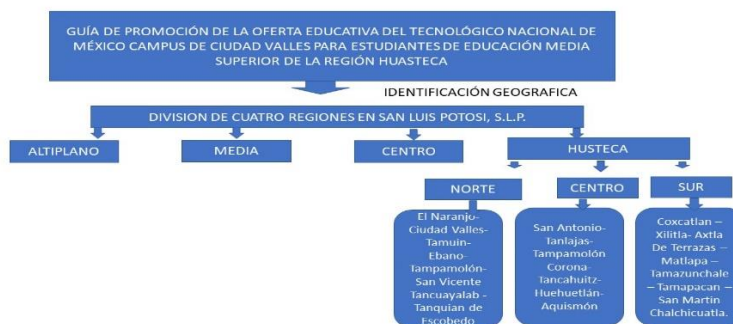 GUÍA DE PROMOCIÓN DE LA OFERTA EDUCATIVA DEL TECNOLÓGICO NACIONAL DE
MÉXICO CAMPUS DE CIUDAD VALLES PARA ESTUDIANTES DE EDUCACIÓN MEDIA
SUPERIOR DE LA REGIÓN HUASTECA
IDENTIFICACIÓN GEOGRAFICA
DIVISION DE CUATRO REGIONES EN SAN LUIS POTOSI, S.L.P.
ALTIPLANO
MEDIA
CENTRO
HUSTECA
NORTE
CENTRO
SUR
El Naranjo-
Ciudad Valles-
Tamuin-
Ebano-
Tampamolón-
San Vicente
Tancuayalab -
Tanquian de
Escobedo
San Antonio-
Tanlajas-
Tampamolón
Corona-
Tancahuitz-
Huehuetlán-
Aquismón
Coxcatlan –
Xilitla- Axtla
De Terrazas –
Matlapa –
Tamazunchale
– Tamapacan –
San Martin
Chalchicuatla.